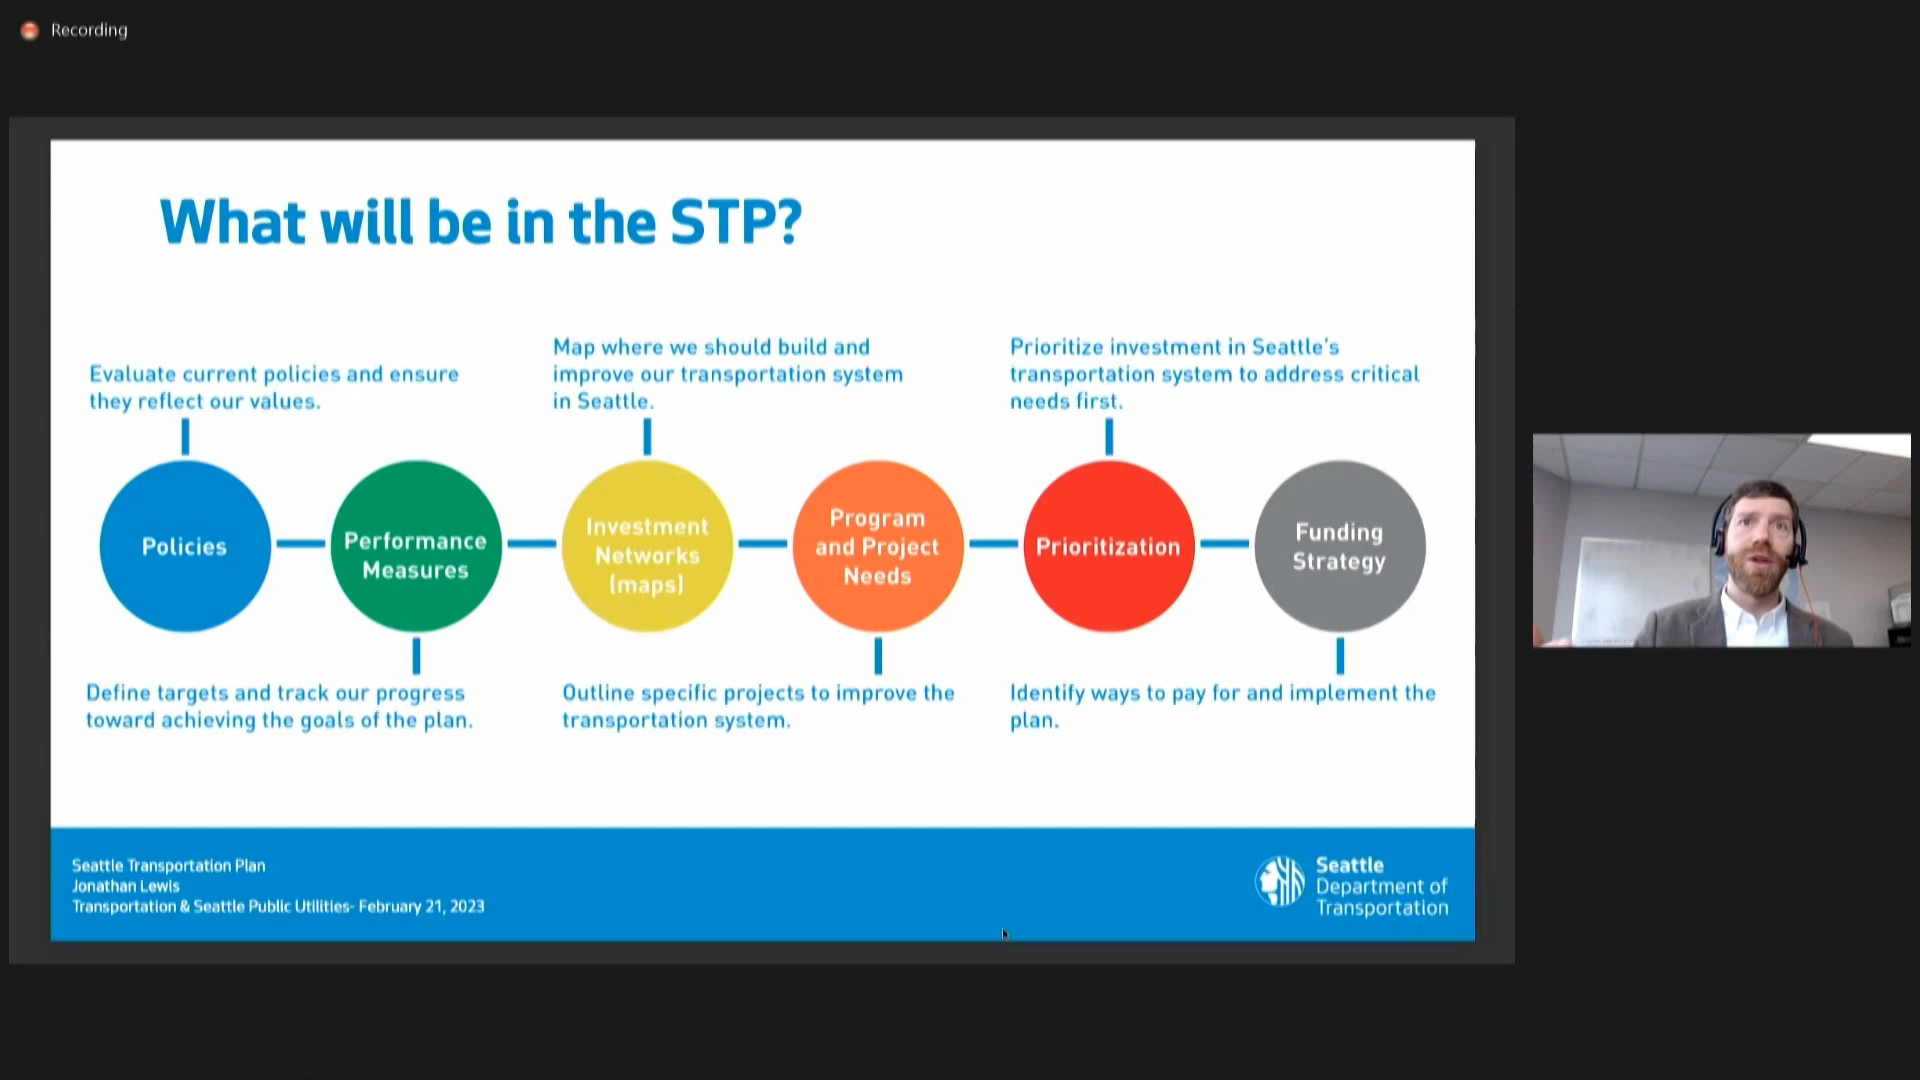 Recording
What will be in the STP?
Evaluate current policies and ensure
they reflect our values.
Map where we should build and
improve our transportation system
in Seattle.
Prioritize investment in Seattle's
transportation system to address critical
needs first.
Policies
Performance
Measures
Investment
Networks
(maps)
Program
and Project
Needs
Prioritization
Funding
Strategy
Define targets and track our progress
toward achieving the goals of the plan.
Outline specific projects to improve the
transportation system.
Identify ways to pay for and implement the
plan.
Seattle Transportation Plan
Jonathan Lewis
Transportation & Seattle Public Utilities- February 21, 2023
Seattle
Department of
Transportation